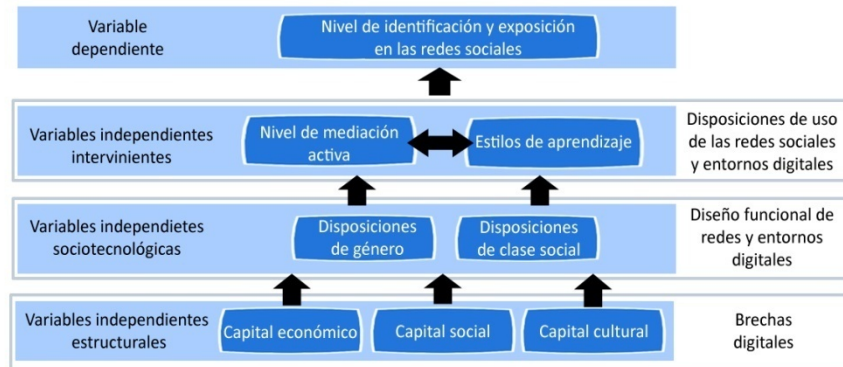 Variable
dependiente
Nivel de identificación y exposición
en las redes sociales
Variables independientes
intervinientes
Nivel de mediación
activa
Estilos de aprendizaje
Disposiciones de uso
de las redes sociales
y entornos digitales
Variables independietes
sociotecnológicas
Disposiciones
de género
Disposiciones
de clase social
Diseño funcional de
redes y entornos
digitales
Variables independientes
estructurales
Capital económico
Capital social
Capital cultural
Brechas
digitales